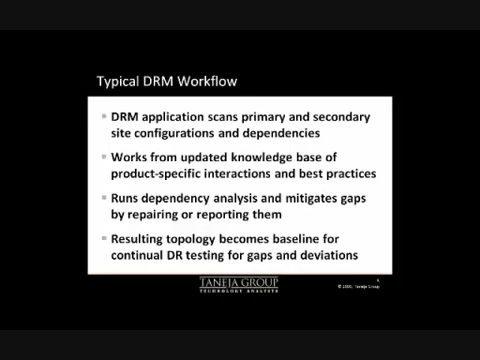 Typical DRM Workflow
DRM application scans primary and secondary
site configurations and dependencies
Works from updated knowledge base of
product-specific interactions and best practices
Runs dependency analysis and mitigates gaps
by repairing or reporting them
Resulting topology becomes baseline for
continual DR testing for gaps and deviations
TANEJA GROUP
TECHNOLOGY ANALYSTS
Taneja Group